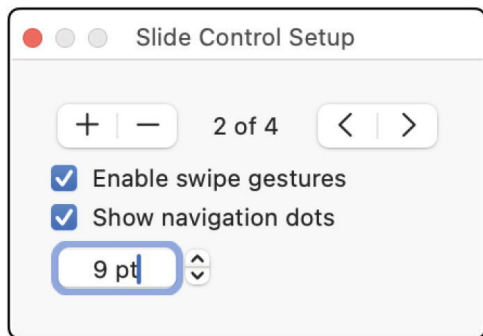 Slide Control Setup
2 of 4
Enable swipe gestures
Show navigation dots
9 pt